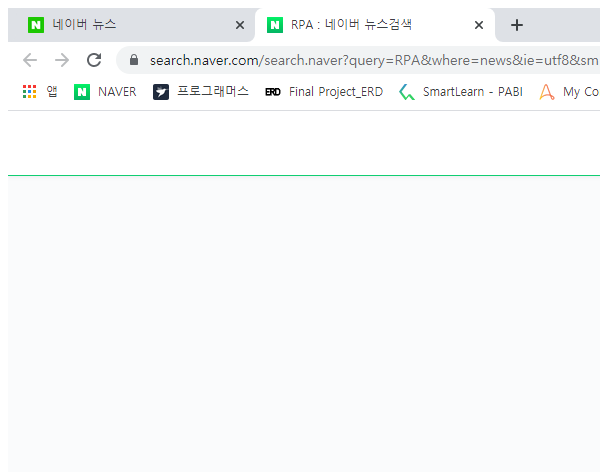 네이버 뉴스
RPA : 네이버 뉴스검색
search.naver.com/search.naver?query=RPA&where=news&ie=utf8&sm
앱 NAVER 프로그래머스 ERD Final Project_ERD SmartLearn - PABI My Co